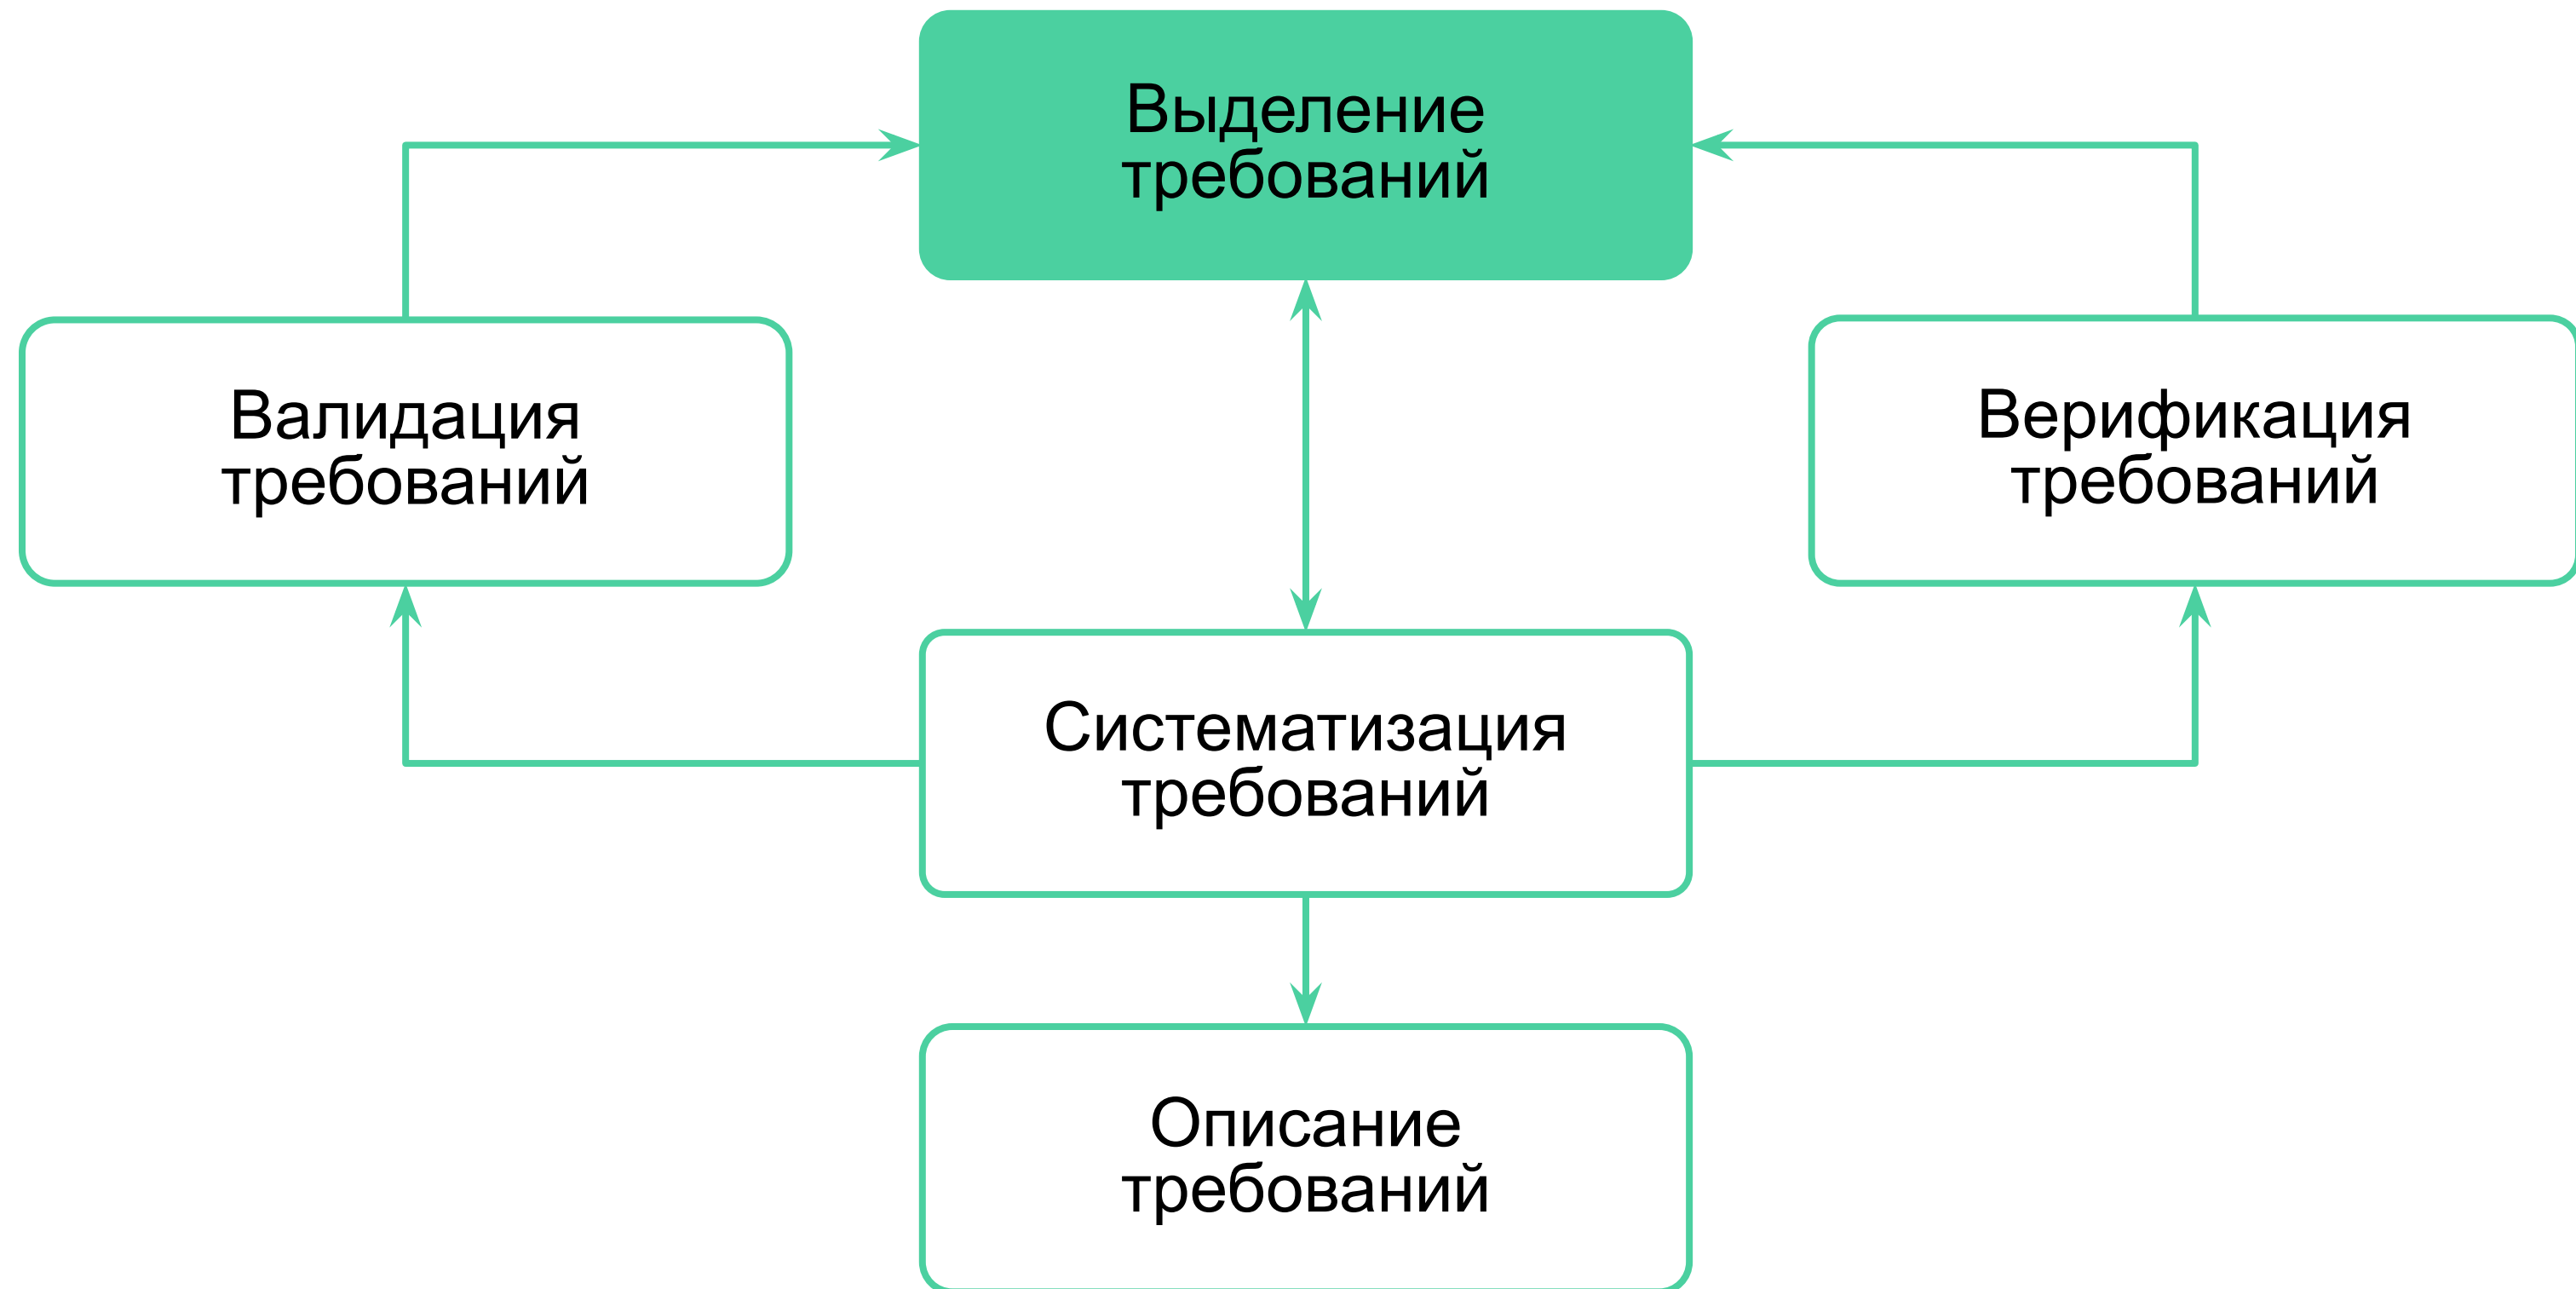 Выделение
требований
Валидация
требований
Верификация
требований
Систематизация
требований
Описание
требований